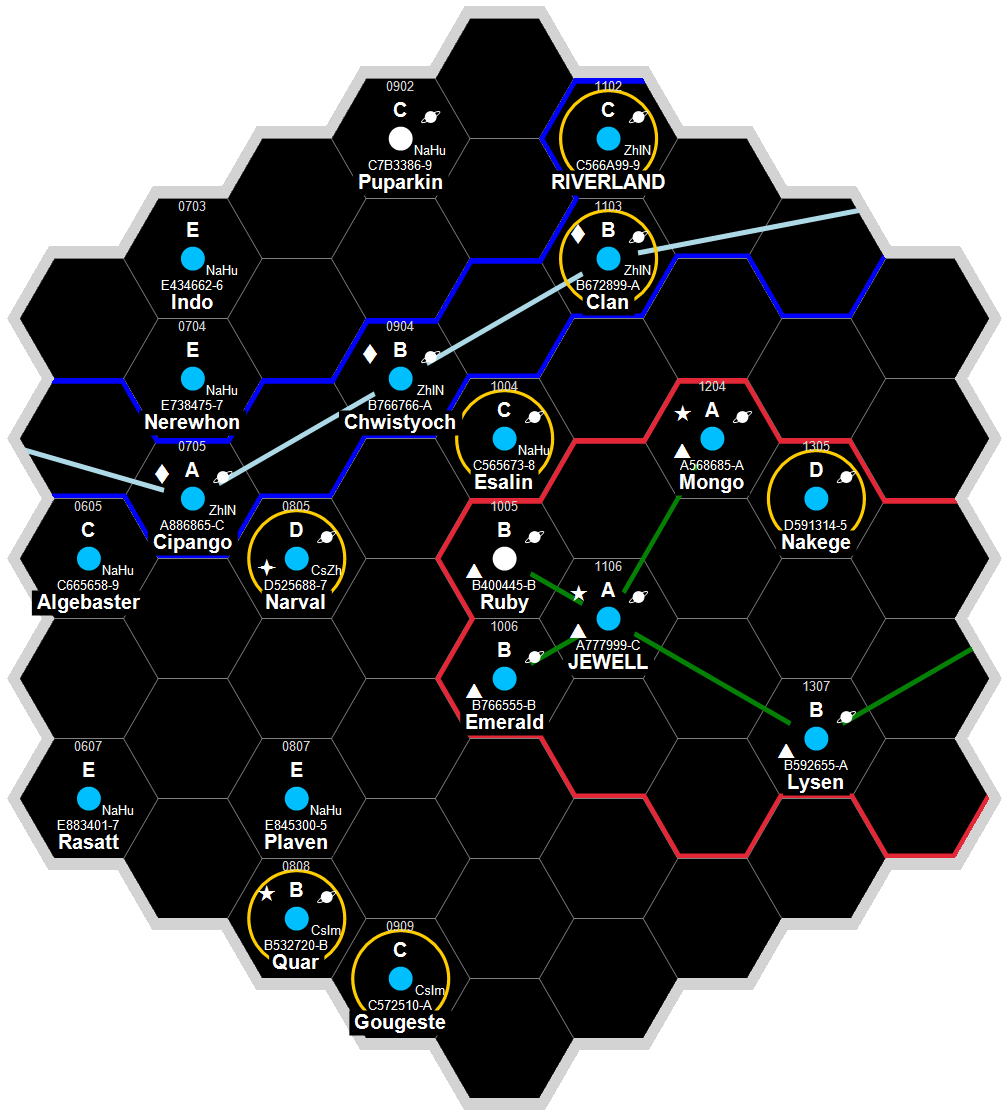 0902
C
NaHu
C7B3386-9
Puparkin
1102
C
ZhIN
C566A99-9
RIVERLAND
0703
E
NaHu
E434662-6
Indo
1103
B
ZhIN
B672899-A
Clan
0704
E
NaHu
E738475-7
Nerewhon
0904
B
ZhIN
B766766-A
Chwistyoch
1004
C
NaHu
C565673-8
Esalin
1204
A
A568685-A
Mongo
0705
A
ZhIN
A886865-C
Cipango
1305
D
D591314-5
Nakege
0605
C
NaHu
C665658-9
Algebaster
0805
D
CsZh
D525688-7
Narval
1005
B
B400445-B
Ruby
1106
A
A777999-C
JEWELL
1006
B
B766555-B
Emerald
1307
B
B592655-A
Lysen
0607
E
NaHu
E883401-7
Rasatt
0807
E
NaHu
E845300-5
Plaven
0808
B
CsIm
B532720-B
Quar
0909
C
CsIm
C572510-A
Gougeste